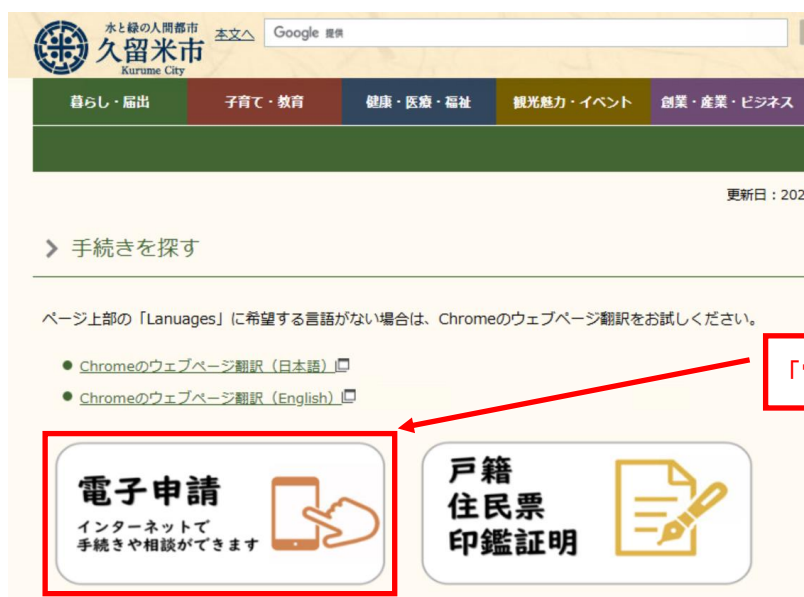 水と緑の人間都市
久留米市
Kurume City
本文へ
Google 提供
暮らし・届出 子育て・教育 健康・医療・福祉 観光魅力・イベント 創業・産業・ビジネス
更新日：202
手続きを探す
ページ上部の「Lanuages」に希望する言語がない場合は、Chromeのウェブページ翻訳をお試しください。
Chromeのウェブページ翻訳（日本語）
Chromeのウェブページ翻訳（English）
電子申請
インターネットで
手続きや相談ができます
戸籍
住民票
印鑑証明
「